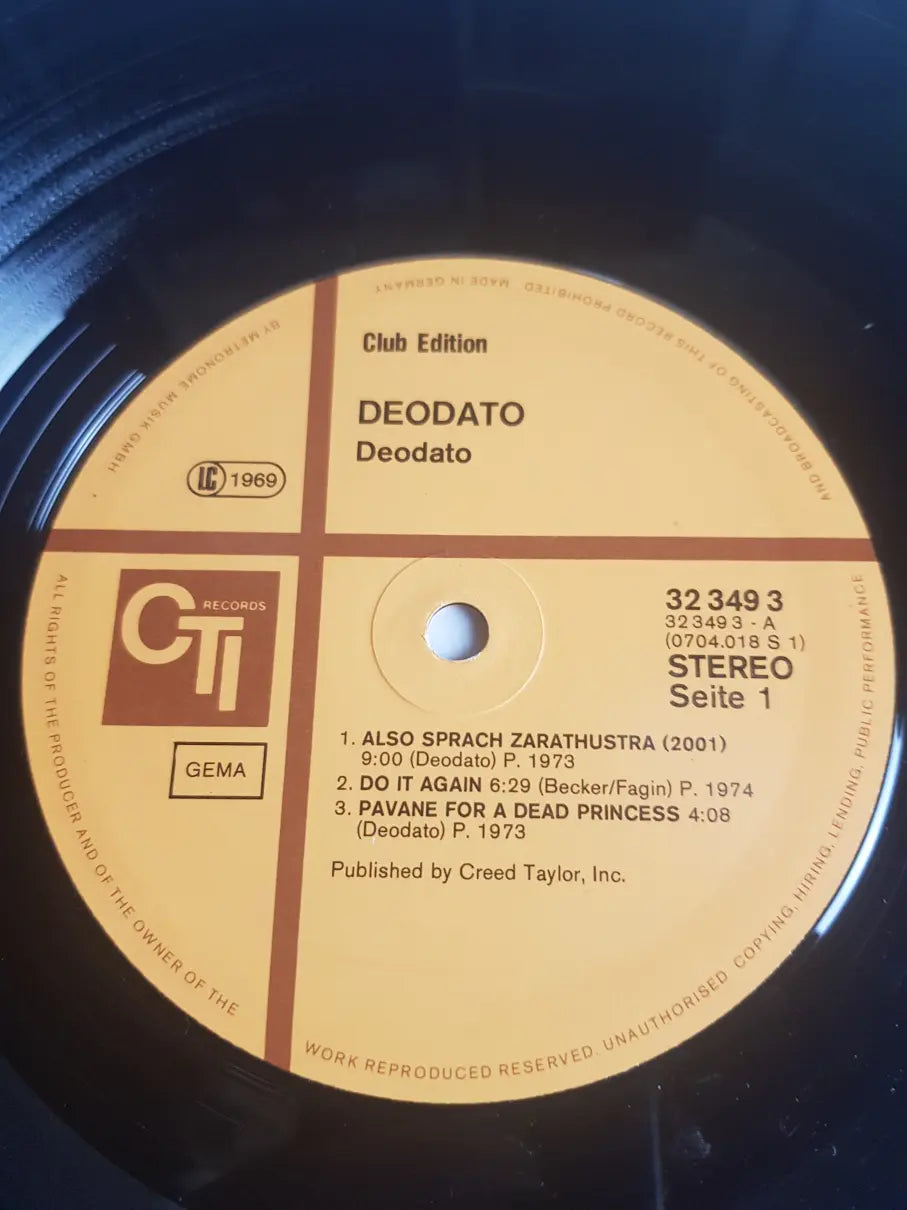 Club Edition
DEODATO
Deodato
LC 1969
CTI RECORDS
GEMA
32 349 3
32 349 3 - A
(0704.018 S 1)
STEREO
Seite 1
1. ALSO SPRACH ZARATHUSTRA (2001)
9:00 (Deodato) P. 1973
2. DO IT AGAIN 6:29 (Becker/Fagin) P. 1974
3. PAVANE FOR A DEAD PRINCESS 4:08
(Deodato) P. 1973
Published by Creed Taylor, Inc.
ALL RIGHTS OF THE PRODUCER AND OF THE OWNER OF THE
WORK REPRODUCED RESERVED. UNAUTHORISED COPYING, HIRING, LENDING, PUBLIC PERFORMANCE
AND BROADCASTING OF THIS RECORD PROHIBITED MADE IN GERMANY
BY METRONOME MUSIK GMBH